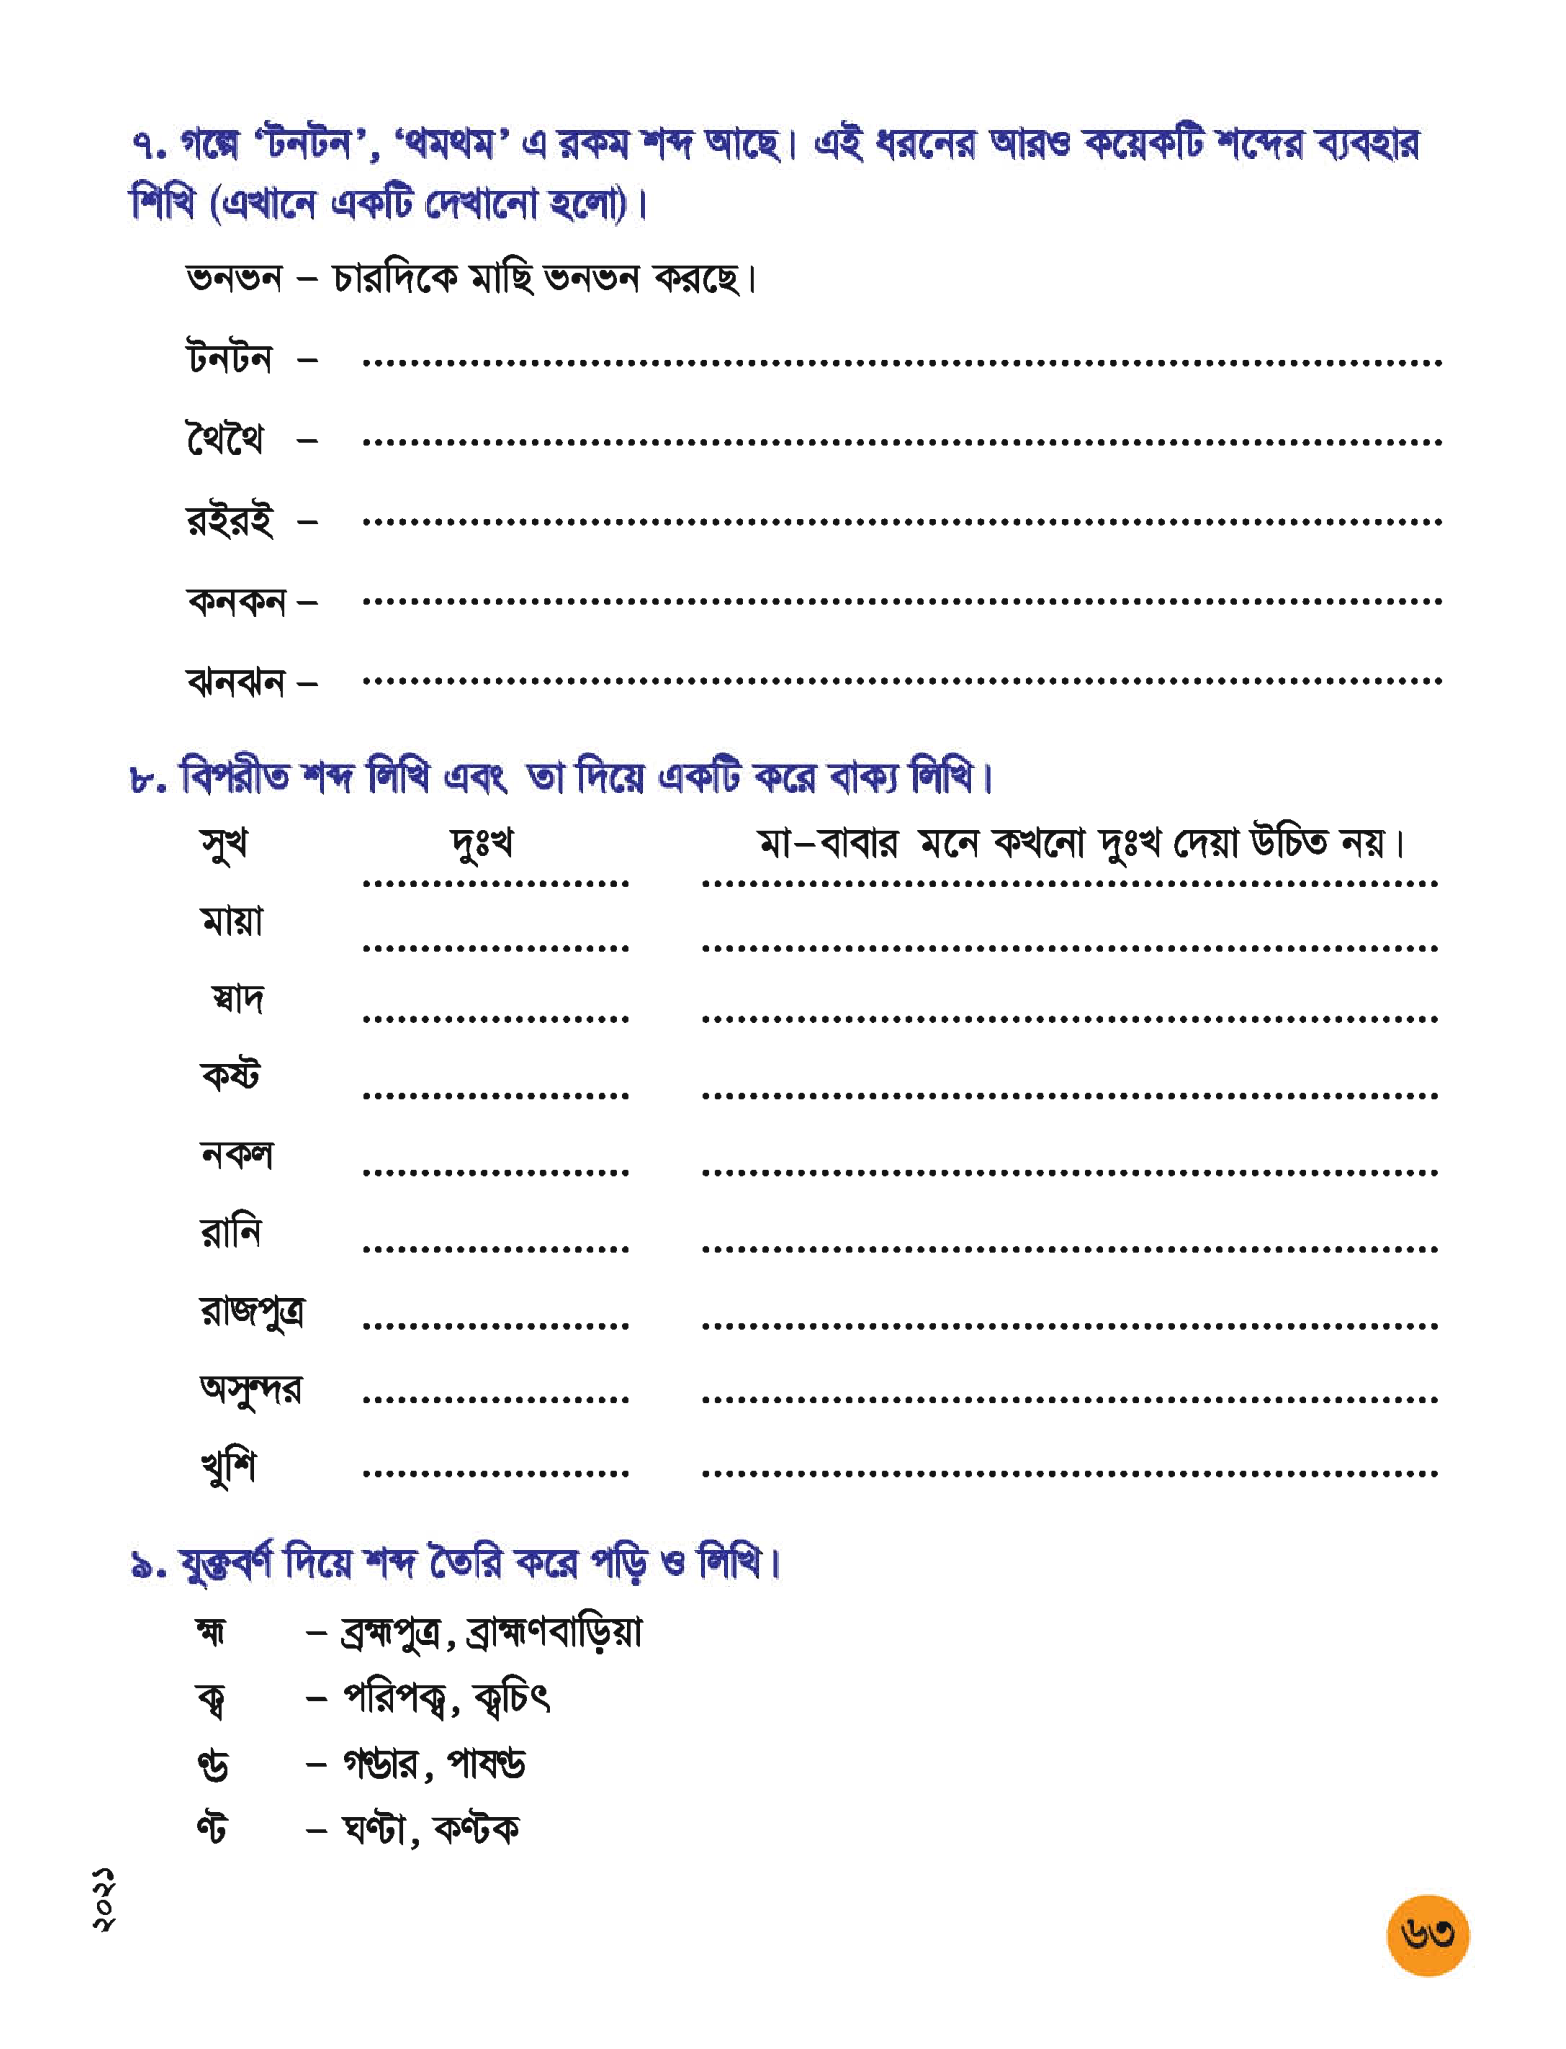 ৭. গল্পে ‘টনটন’, ‘থমথম’ এ রকম শব্দ আছে। এই ধরনের আরও কয়েকটি শব্দের ব্যবহার
শিখি (এখানে একটি দেখানো হলো)।
ভনভন – চারদিকে মাছি ভনভন করছে।
টনটন – ..........................................................................................
থৈথৈ – ..........................................................................................
রইরই – ..........................................................................................
কনকন – ..........................................................................................
ঝনঝন – ..........................................................................................
৮. বিপরীত শব্দ লিখি এবং তা দিয়ে একটি করে বাক্য লিখি।
সুখ দুঃখ মা-বাবার মনে কখনো দুঃখ দেয়া উচিত নয়।
মায়া ....................... ..............................................................
স্বাদ ....................... ..............................................................
কষ্ট ....................... ..............................................................
নকল ....................... ..............................................................
রানি ....................... ..............................................................
রাজপুত্র ....................... ..............................................................
অসুন্দর ....................... ..............................................................
খুশি ....................... ..............................................................
৯. যুক্তবর্ণ দিয়ে শব্দ তৈরি করে পড়ি ও লিখি।
হ্ম – ব্রহ্মপুত্র, ব্রাহ্মণবাড়িয়া
ক্ব – পরিপক্ব, ক্বচিৎ
ণ্ড – গণ্ডার, পাষণ্ড
ণ্ট – ঘণ্টা, কণ্টক
২০২১
৬৩